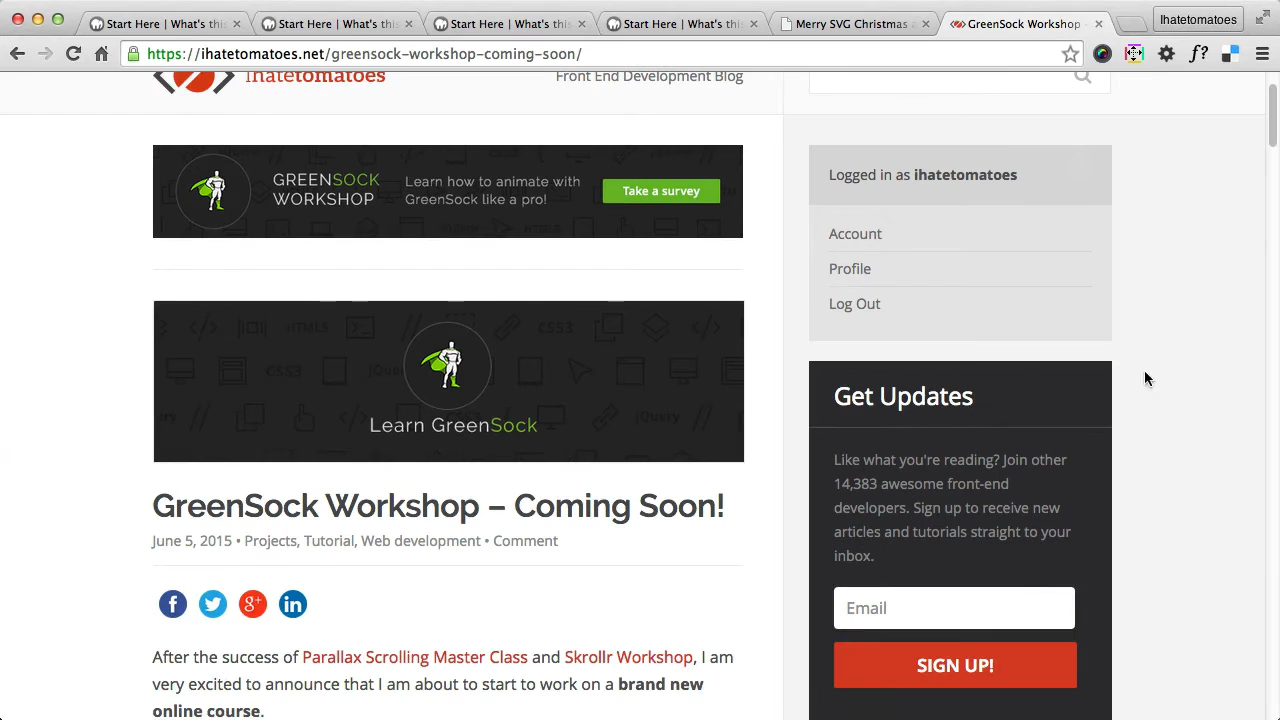 Start Here | What's this
Start Here | What's this
Start Here | What's this
Start Here | What's this
Merry SVG Christmas
GreenSock Workshop
Ihatetomatoes
https://ihatetomatoes.net/greensock-workshop-coming-soon/
f?
Ihatetomatoes
Front End Development Blog
GREENSOCK
WORKSHOP
Learn how to animate with
GreenSock like a pro!
Take a survey
Logged in as ihatetomatoes
Account
Profile
Log Out
Learn GreenSock
GreenSock Workshop – Coming Soon!
June 5, 2015 • Projects, Tutorial, Web development • Comment
After the success of Parallax Scrolling Master Class and Skrollr Workshop, I am
very excited to announce that I am about to start to work on a brand new
online course.
Get Updates
Like what you're reading? Join other
14,383 awesome front-end
developers. Sign up to receive new
articles and tutorials straight to your
inbox.
Email
SIGN UP!